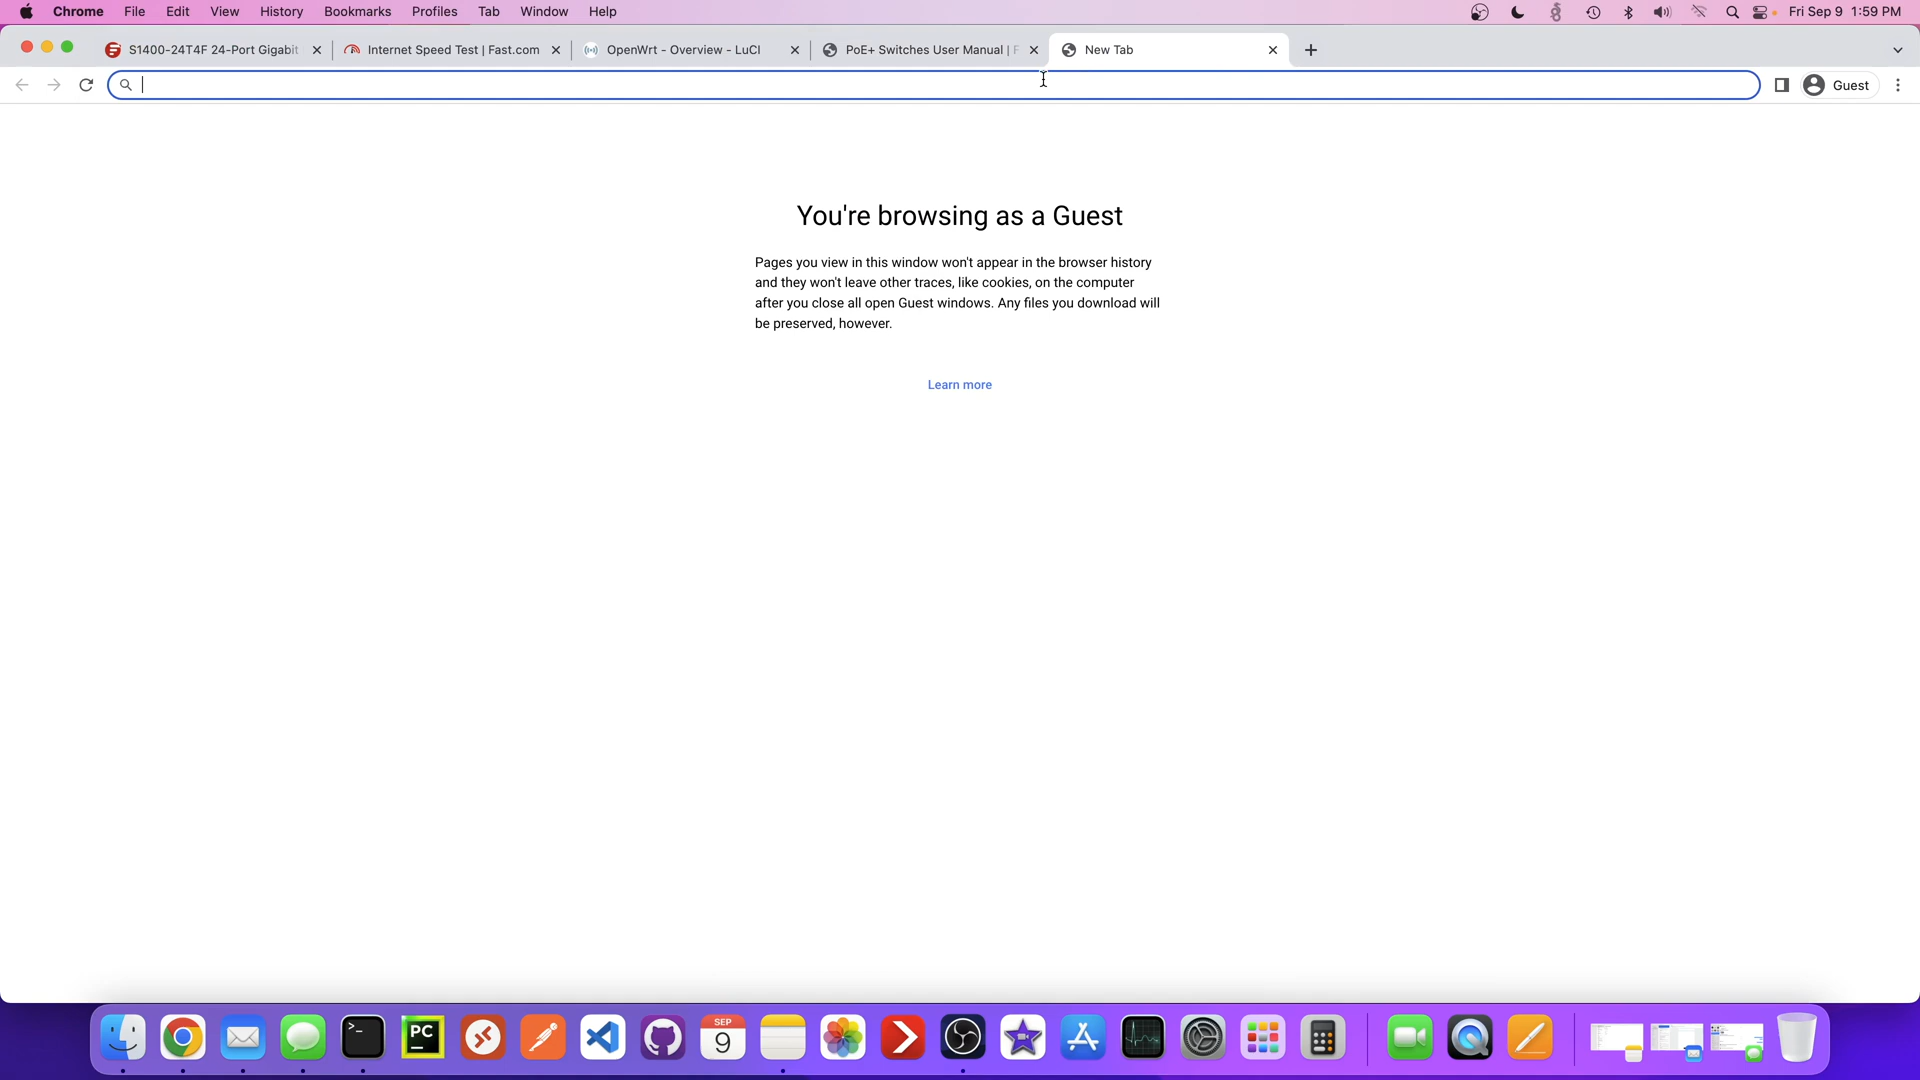 Chrome File Edit View History Bookmarks Profiles Tab Window Help Fri Sep 9 1:59 PM
S1400-24T4F 24-Port Gigabit Internet Speed Test | Fast.com OpenWrt - Overview - LuCI PoE+ Switches User Manual | F New Tab
Guest
You're browsing as a Guest
Pages you view in this window won't appear in the browser history
and they won't leave other traces, like cookies, on the computer
after you close all open Guest windows. Any files you download will
be preserved, however.
Learn more
PC
SEP
9